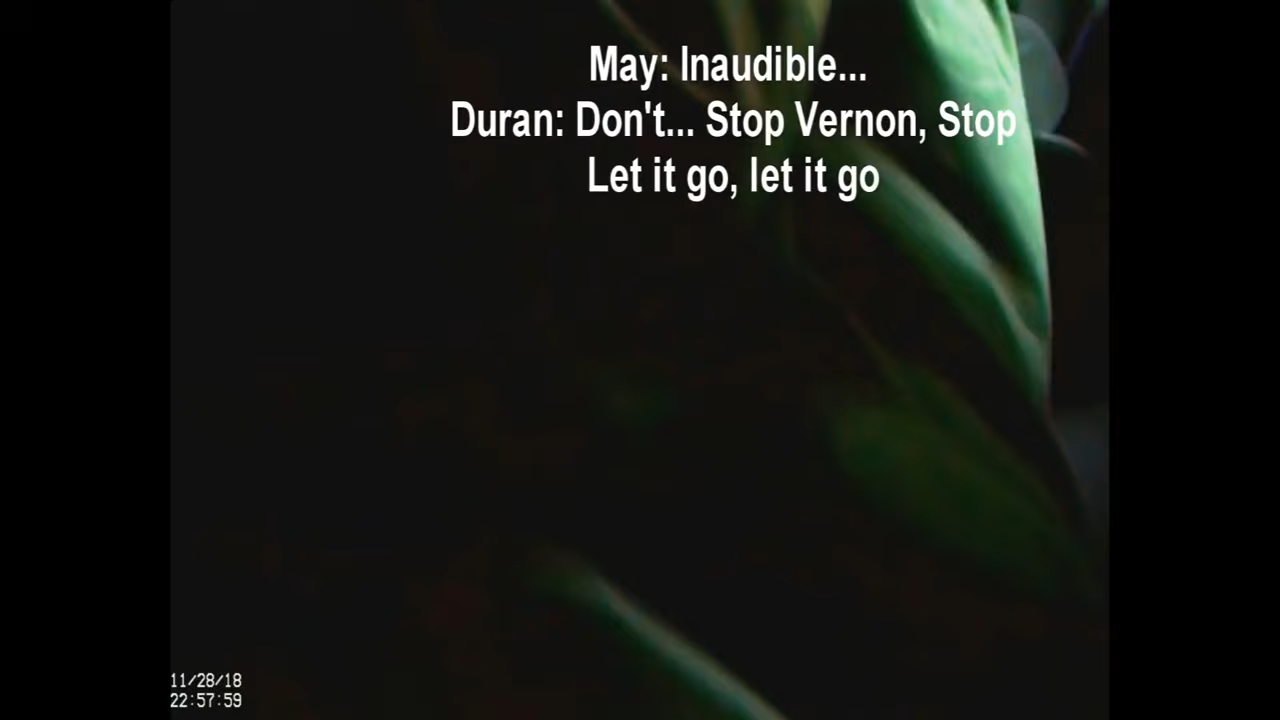 May: Inaudible...
Duran: Don't... Stop Vernon, Stop
Let it go, let it go
11/28/18
22:57:59